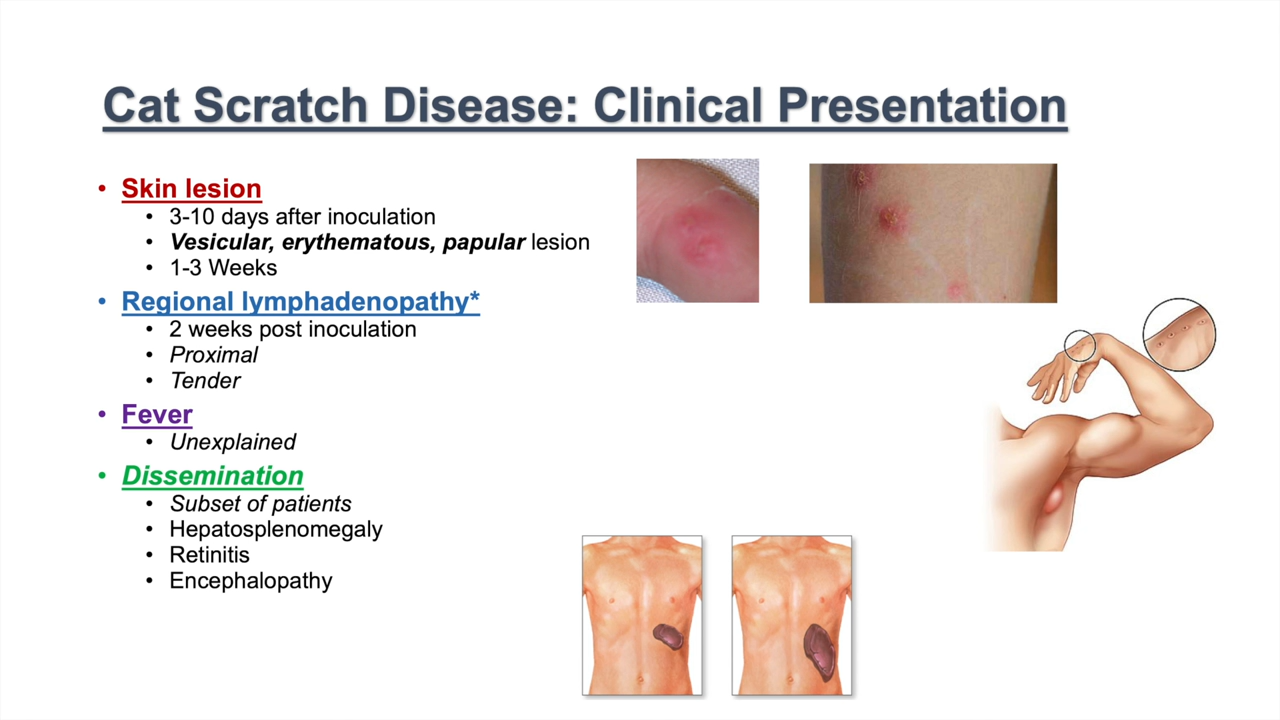 Cat Scratch Disease: Clinical Presentation
• Skin lesion
• 3-10 days after inoculation
• Vesicular, erythematous, papular lesion
• 1-3 Weeks
• Regional lymphadenopathy*
• 2 weeks post inoculation
• Proximal
• Tender
• Fever
• Unexplained
• Dissemination
• Subset of patients
• Hepatosplenomegaly
• Retinitis
• Encephalopathy